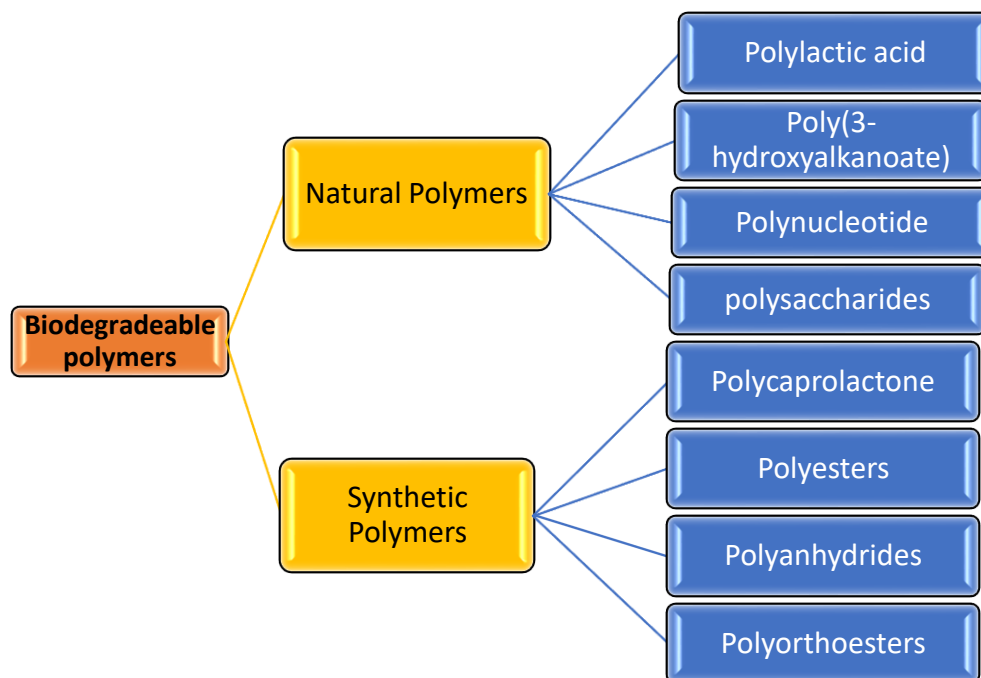 Biodegradeable
polymers
Natural Polymers
Synthetic
Polymers
Polylactic acid
Poly(3-
hydroxyalkanoate)
Polynucleotide
polysaccharides
Polycaprolactone
Polyesters
Polyanhydrides
Polyorthoesters